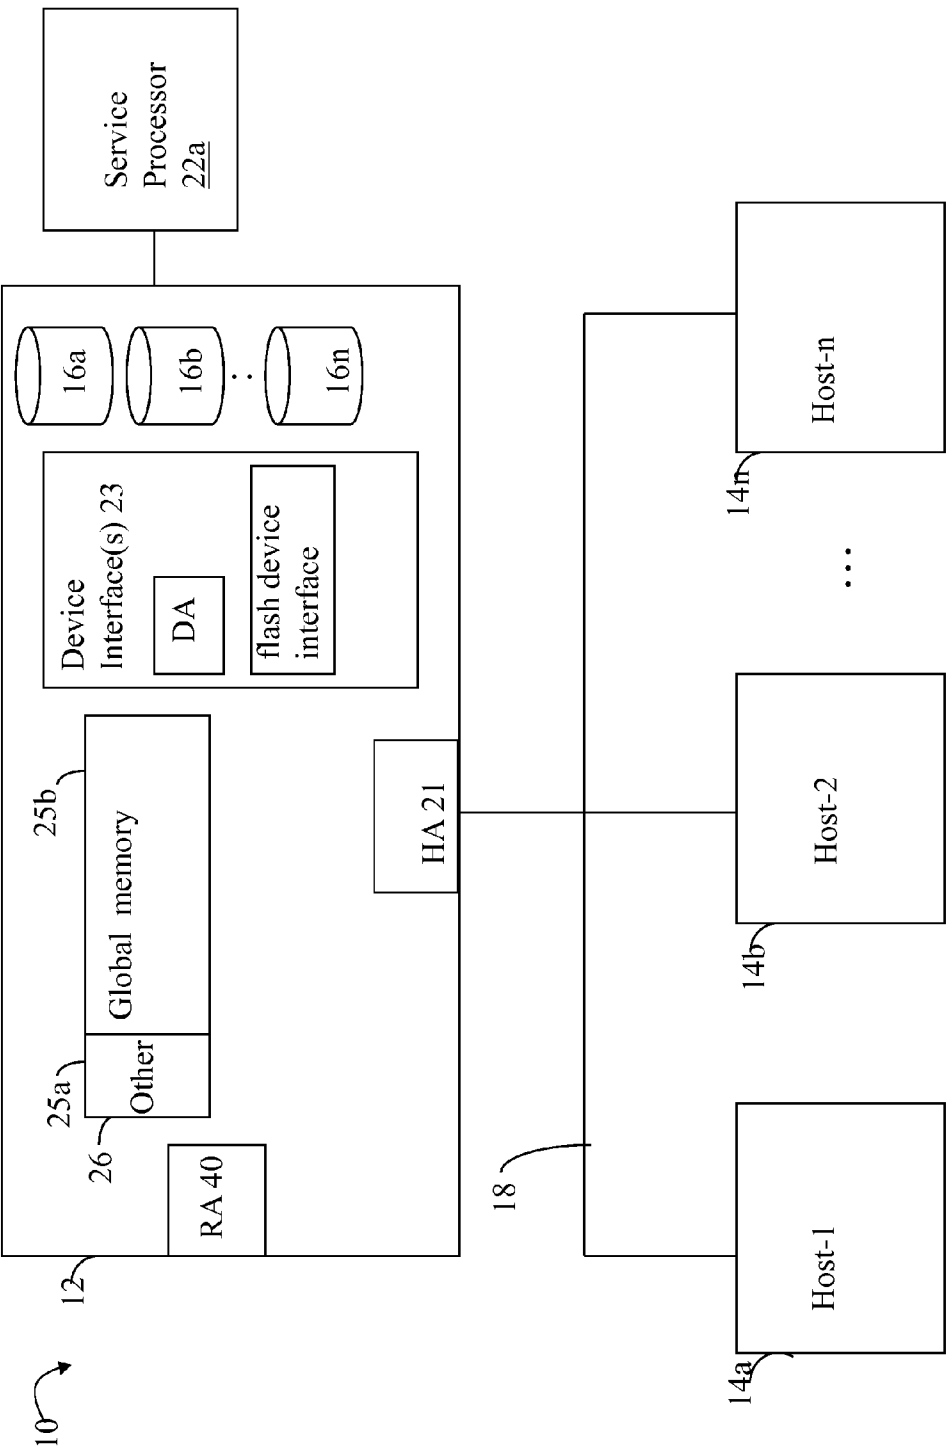 10
12
RA 40
26
25a
25b
Other
Global memory
Device
Interface(s) 23
DA
flash device
interface
16a
16b
. .
16n
Service
Processor
22a
HA 21
18
14a
Host-1
14b
Host-2
...
14n
Host-n